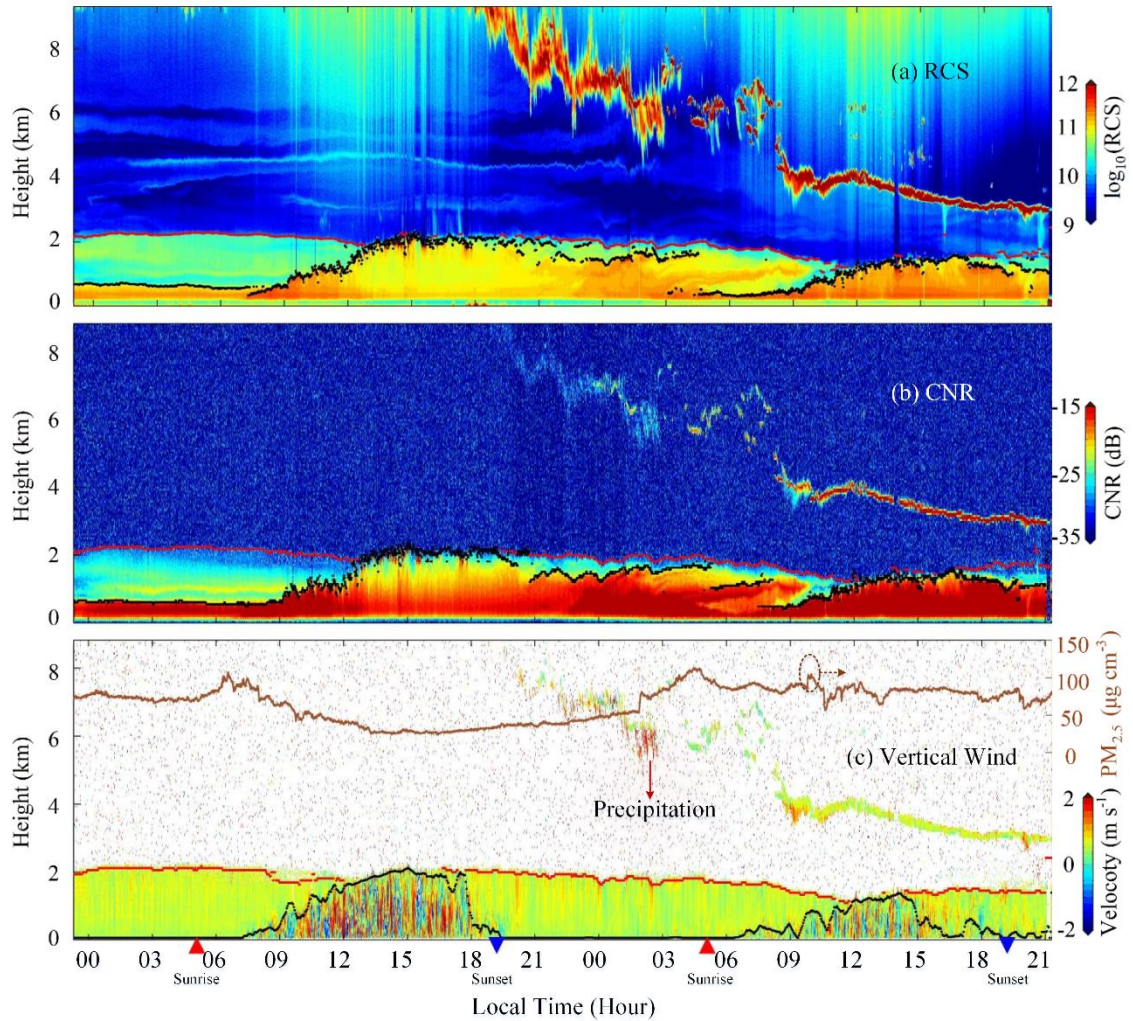 8
6
4
2
0
Height (km)
(a) RCS
12
11
10
9
log10(RCS)
8
6
4
2
0
Height (km)
(b) CNR
-15
-25
-35
CNR (dB)
8
6
4
2
0
Height (km)
150
100
50
0
PM2.5 (µg cm⁻³)
(c) Vertical Wind
Precipitation
2
0
-2
Velocoty (m s⁻¹)
00 03 06 09 12 15 18 21 00 03 06 09 12 15 18 21
Sunrise Sunset Sunrise Sunset
Local Time (Hour)